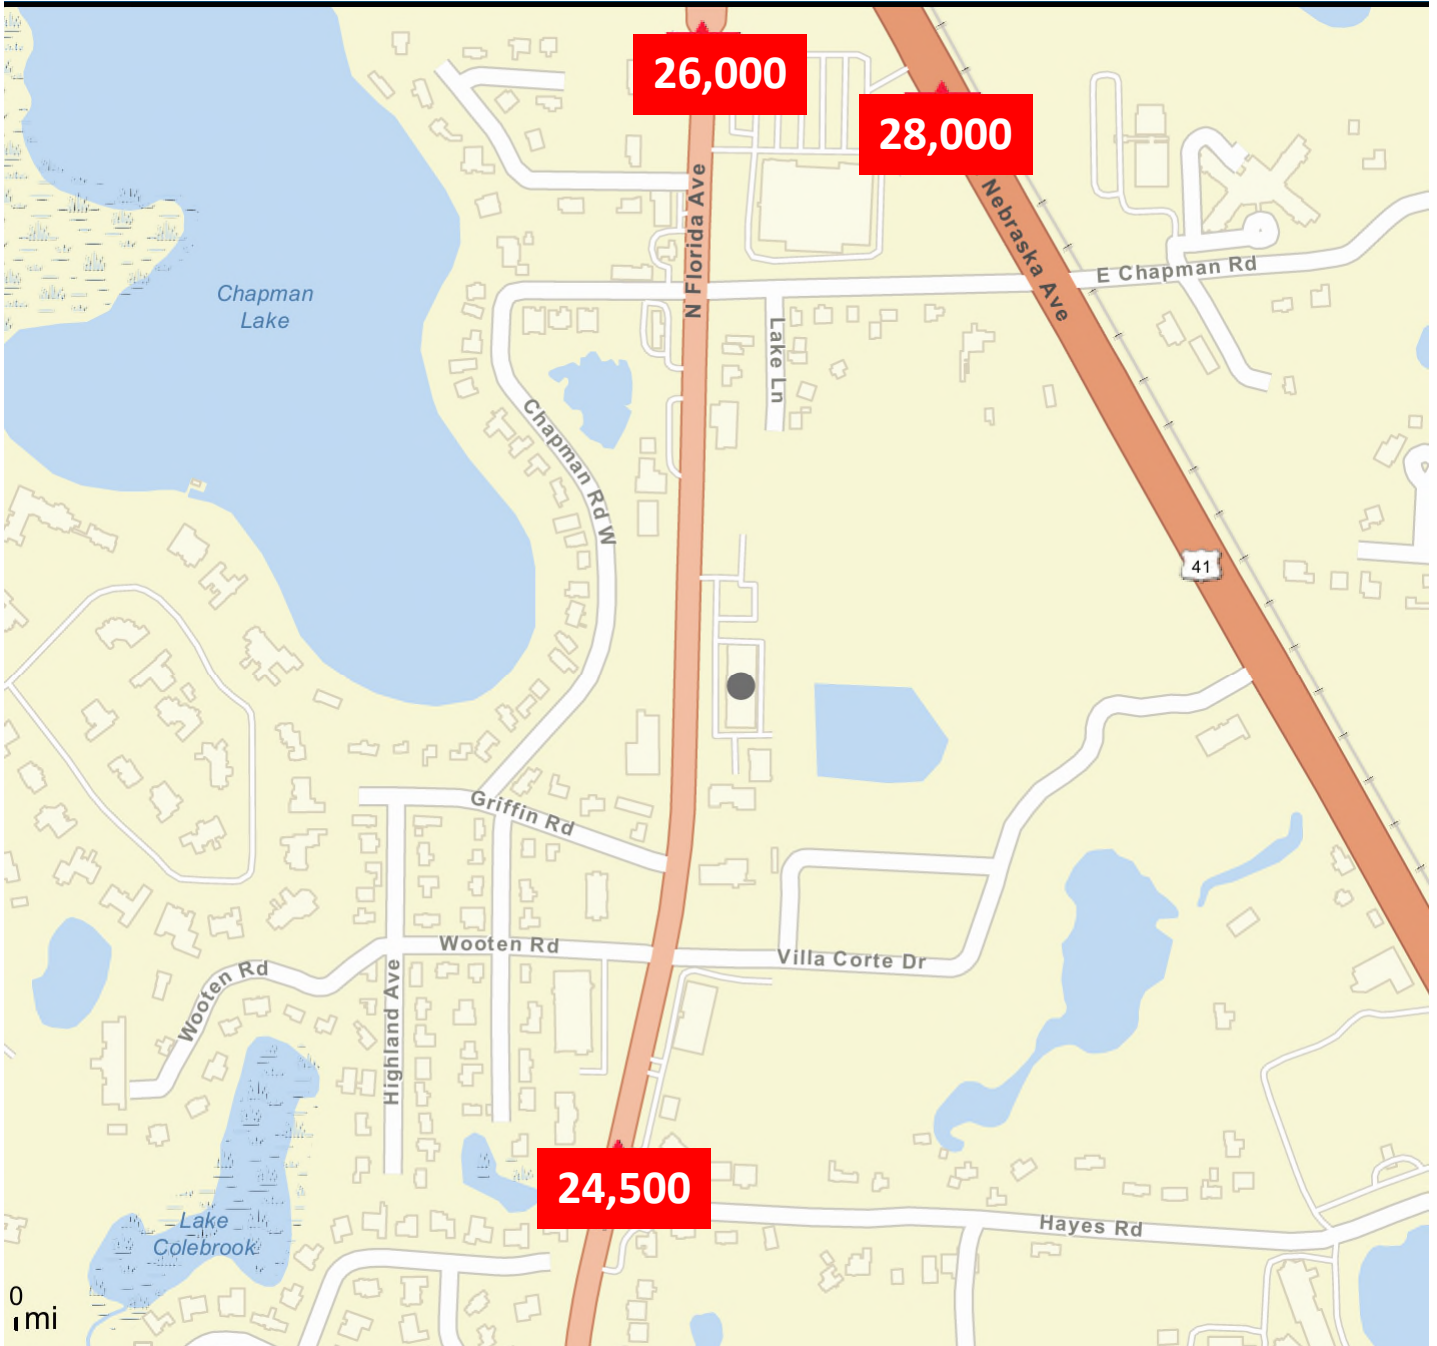 26,000
28,000
N Florida Ave
Nebraska Ave
E Chapman Rd
Chapman
Lake
Lake Ln
Chapman Rd W
41
Griffin Rd
Wooten Rd
Villa Corte Dr
Wooten Rd
Highland Ave
24,500
Lake
Colebrook
Hayes Rd
0
mi